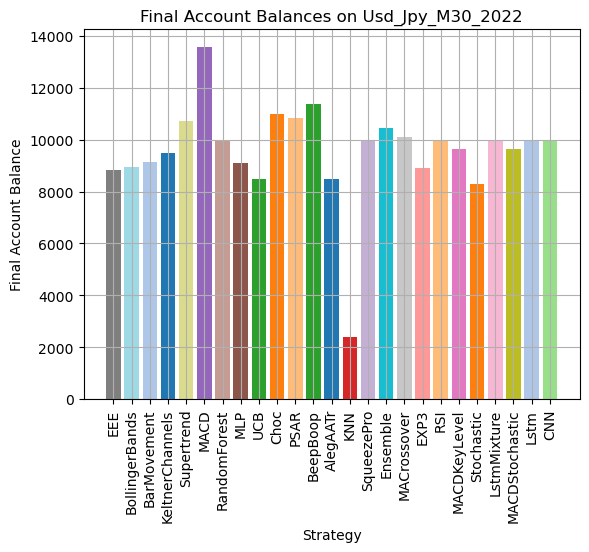 Final Account Balances on Usd_Jpy_M30_2022
Final Account Balance
14000
12000
10000
8000
6000
4000
2000
0
EEE
BollingerBands
BarMovement
KeltnerChannels
Supertrend
MACD
RandomForest
MLP
UCB
Choc
PSAR
BeepBoop
AlegAATr
KNN
SqueezePro
Ensemble
MACrossover
EXP3
RSI
MACDKeyLevel
Stochastic
LstmMixture
MACDStochastic
Lstm
CNN
Strategy